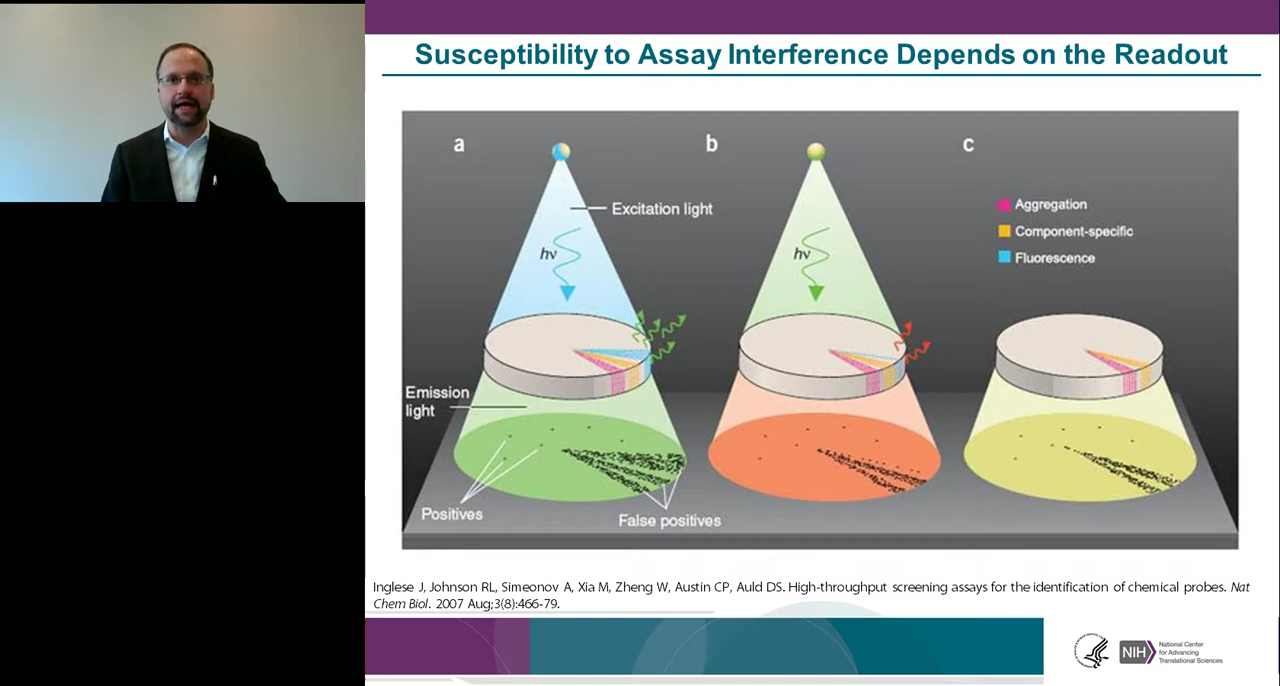 Susceptibility to Assay Interference Depends on the Readout
a
b
c
Excitation light
hν
hν
Aggregation
Component-specific
Fluorescence
Emission
light
Positives
False positives
Inglese J, Johnson RL, Simeonov A, Xia M, Zheng W, Austin CP, Auld DS. High-throughput screening assays for the identification of chemical probes. Nat
Chem Biol. 2007 Aug;3(8):466-79.
NIH
National Center
for Advancing
Translational Sciences